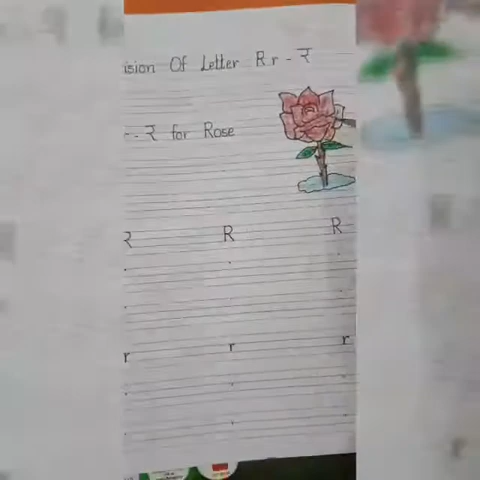 ision Of Letter R r - र
- र for Rose
R R R
r r r